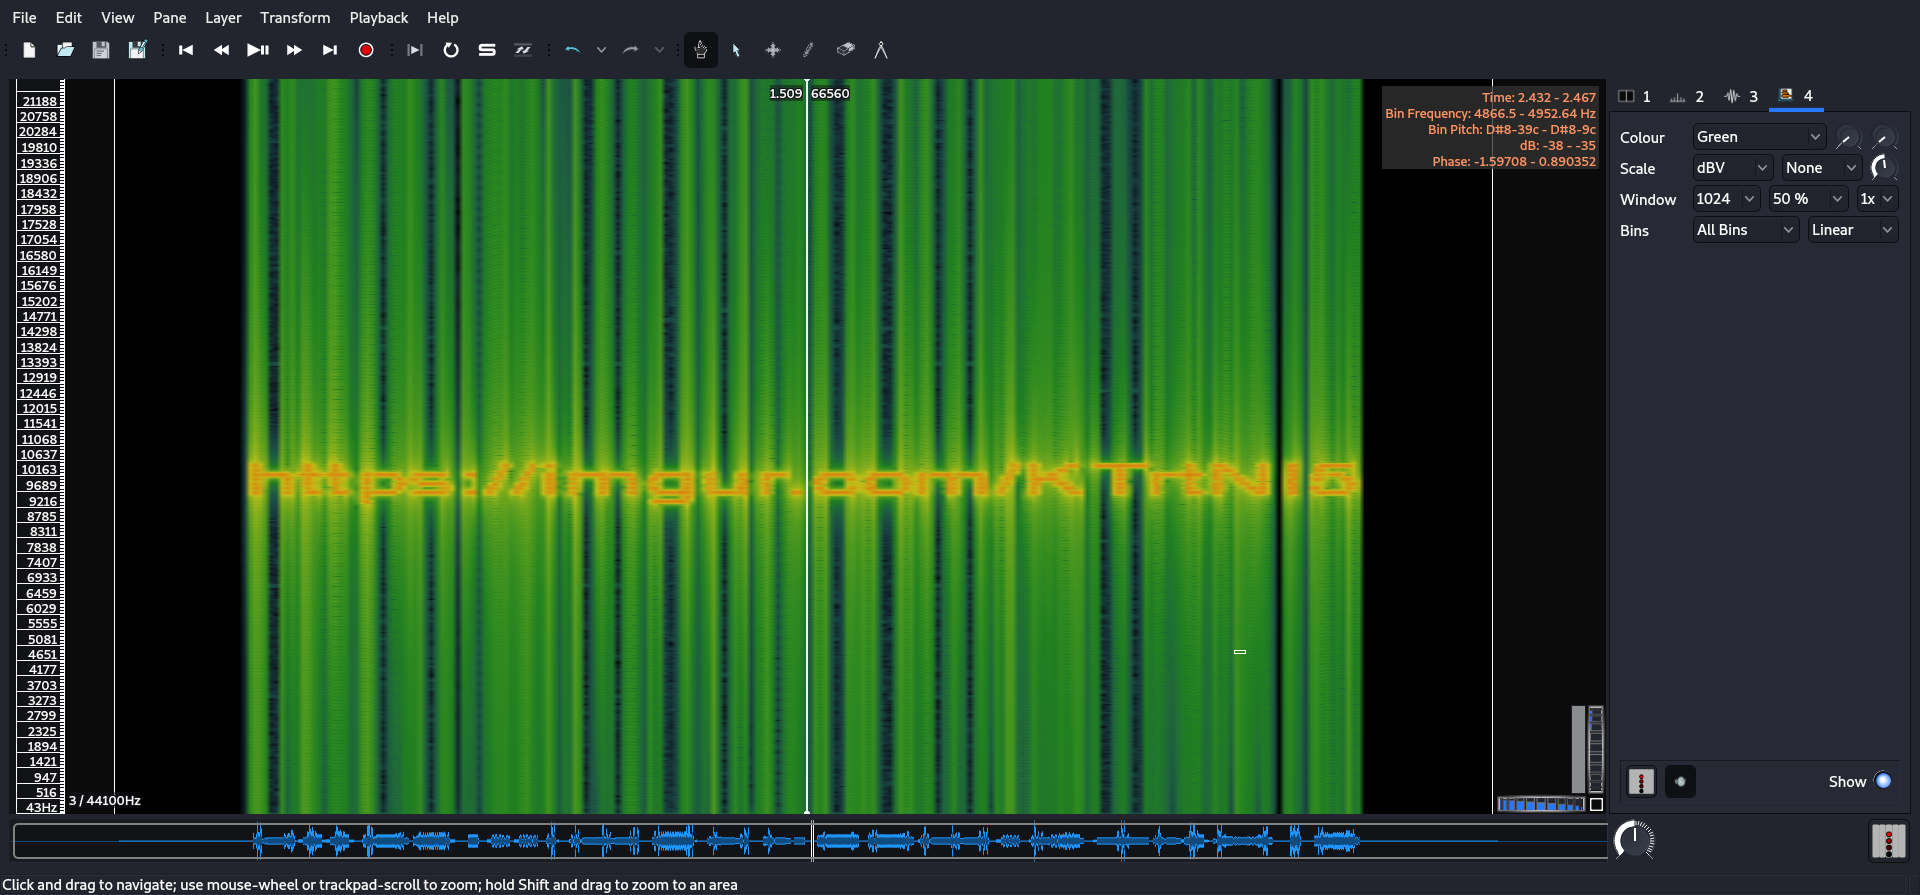 File Edit View Pane Layer Transform Playback Help
1.509 66560
Time: 2.432 - 2.467
Bin Frequency: 4866.5 - 4952.64 Hz
Bin Pitch: D#8-39c - D#8-9c
dB: -38 - -35
Phase: -1.59708 - 0.890352
21188
20758
20284
19810
19336
18906
18432
17958
17528
17054
16580
16149
15676
15202
14771
14298
13824
13393
12919
12446
12015
11541
11068
10637
10163
9689
9216
8785
8311
7838
7407
6933
6459
6029
5555
5081
4651
4177
3703
3273
2799
2325
1894
1421
947
516
43Hz
3 / 44100Hz
https://imgur.com/KTrtNI5
1 2 3 4
Colour Green
Scale dBV None
Window 1024 50 % 1x
Bins All Bins Linear
Show
Click and drag to navigate; use mouse-wheel or trackpad-scroll to zoom; hold Shift and drag to zoom to an area